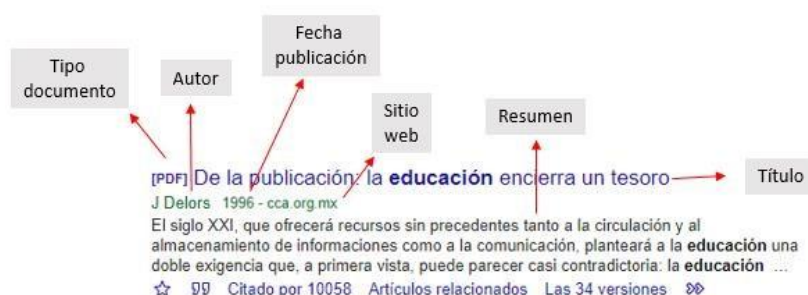 Fecha
publicación
Tipo
documento
Autor
Sitio
web
Resumen
[PDF] De la publicación: la educación encierra un tesoro
Título
J Delors 1996 - cca.org.mx
El siglo XXI, que ofrecerá recursos sin precedentes tanto a la circulación y al
almacenamiento de informaciones como a la comunicación, planteará a la educación una
doble exigencia que, a primera vista, puede parecer casi contradictoria: la educación ...
Citado por 10058 Artículos relacionados Las 34 versiones